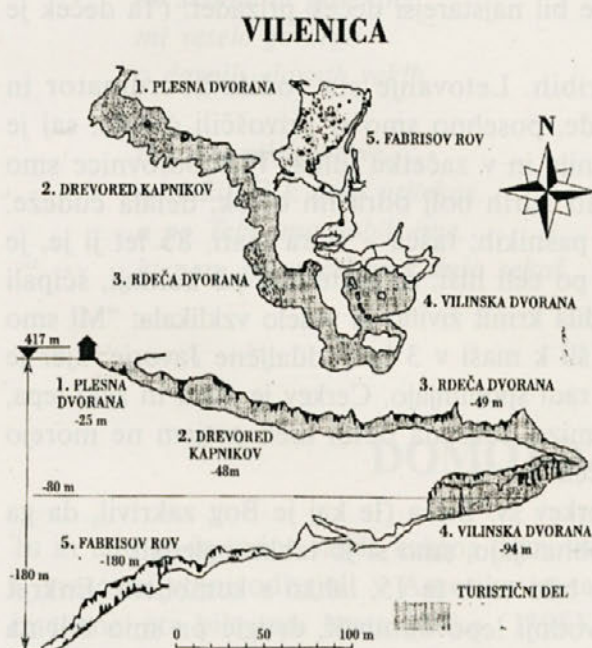 VILENICA
1. PLESNA DVORANA
5. FABRISOV ROV
N
2. DREVORED KAPNIKOV
3. RDEČA DVORANA
4. VILINSKA DVORANA
417 m
1. PLESNA
DVORANA
-25 m
3. RDEČA DVORANA
-49 m
2. DREVORED
KAPNIKOV
-48m
-80 m
4. VILINSKA DVORANA
-94 m
5. FABRISOV ROV
-180 m
-180 m
TURISTIČNI DEL
0 50 100 m